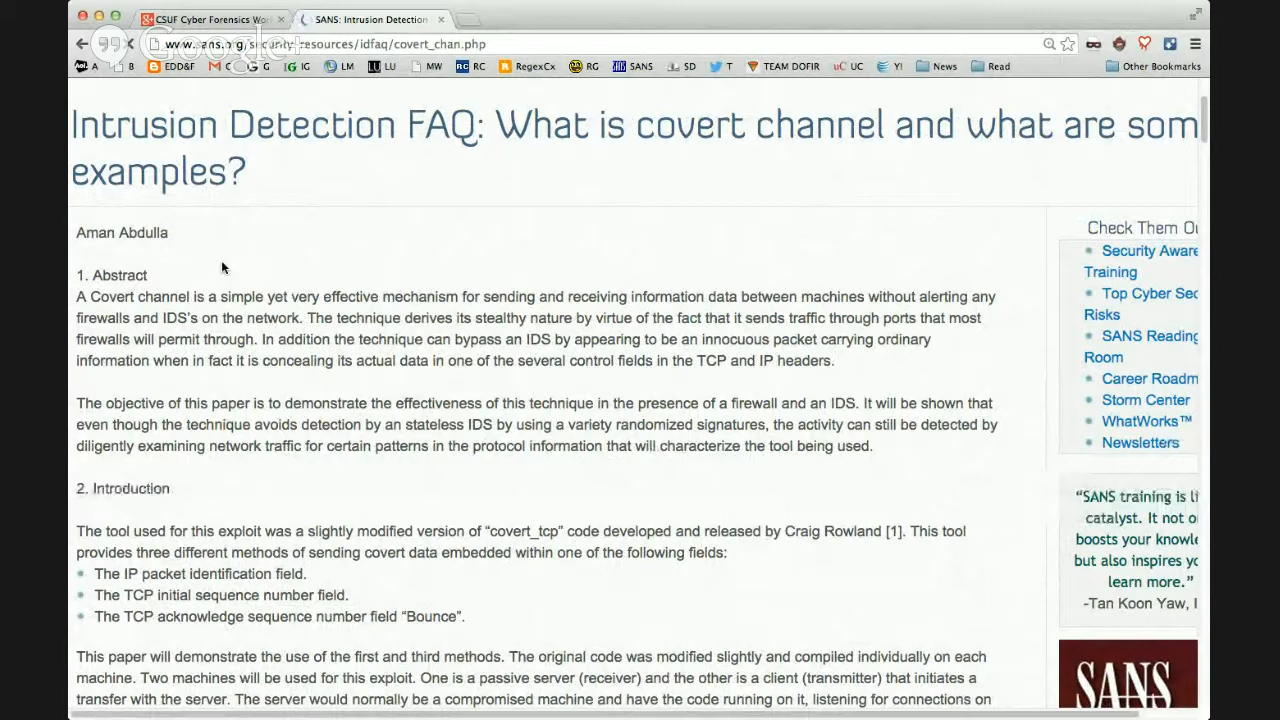 CSUF Cyber Forensics Wo
SANS: Intrusion Detection
www.sans.org/security-resources/idfaq/covert_chan.php
Google+
A B EDD&F C G IG LM LU MW RC RegexCx RG SANS SD T TEAM DOFIR UC Y! News Read Other Bookmarks
Intrusion Detection FAQ: What is covert channel and what are som
examples?
Aman Abdulla
1. Abstract
A Covert channel is a simple yet very effective mechanism for sending and receiving information data between machines without alerting any
firewalls and IDS's on the network. The technique derives its stealthy nature by virtue of the fact that it sends traffic through ports that most
firewalls will permit through. In addition the technique can bypass an IDS by appearing to be an innocuous packet carrying ordinary
information when in fact it is concealing its actual data in one of the several control fields in the TCP and IP headers.
The objective of this paper is to demonstrate the effectiveness of this technique in the presence of a firewall and an IDS. It will be shown that
even though the technique avoids detection by an stateless IDS by using a variety randomized signatures, the activity can still be detected by
diligently examining network traffic for certain patterns in the protocol information that will characterize the tool being used.
2. Introduction
The tool used for this exploit was a slightly modified version of “covert_tcp” code developed and released by Craig Rowland [1]. This tool
provides three different methods of sending covert data embedded within one of the following fields:
The IP packet identification field.
The TCP initial sequence number field.
The TCP acknowledge sequence number field “Bounce”.
This paper will demonstrate the use of the first and third methods. The original code was modified slightly and compiled individually on each
machine. Two machines will be used for this exploit. One is a passive server (receiver) and the other is a client (transmitter) that initiates a
transfer with the server. The server would normally be a compromised machine and have the code running on it, listening for connections on
Check Them Ou
Security Aware
Training
Top Cyber Sec
Risks
SANS Reading
Room
Career Roadm
Storm Center
WhatWorks™
Newsletters
“SANS training is li
catalyst. It not o
boosts your knowle
but also inspires yo
learn more.”
-Tan Koon Yaw, I
SANS